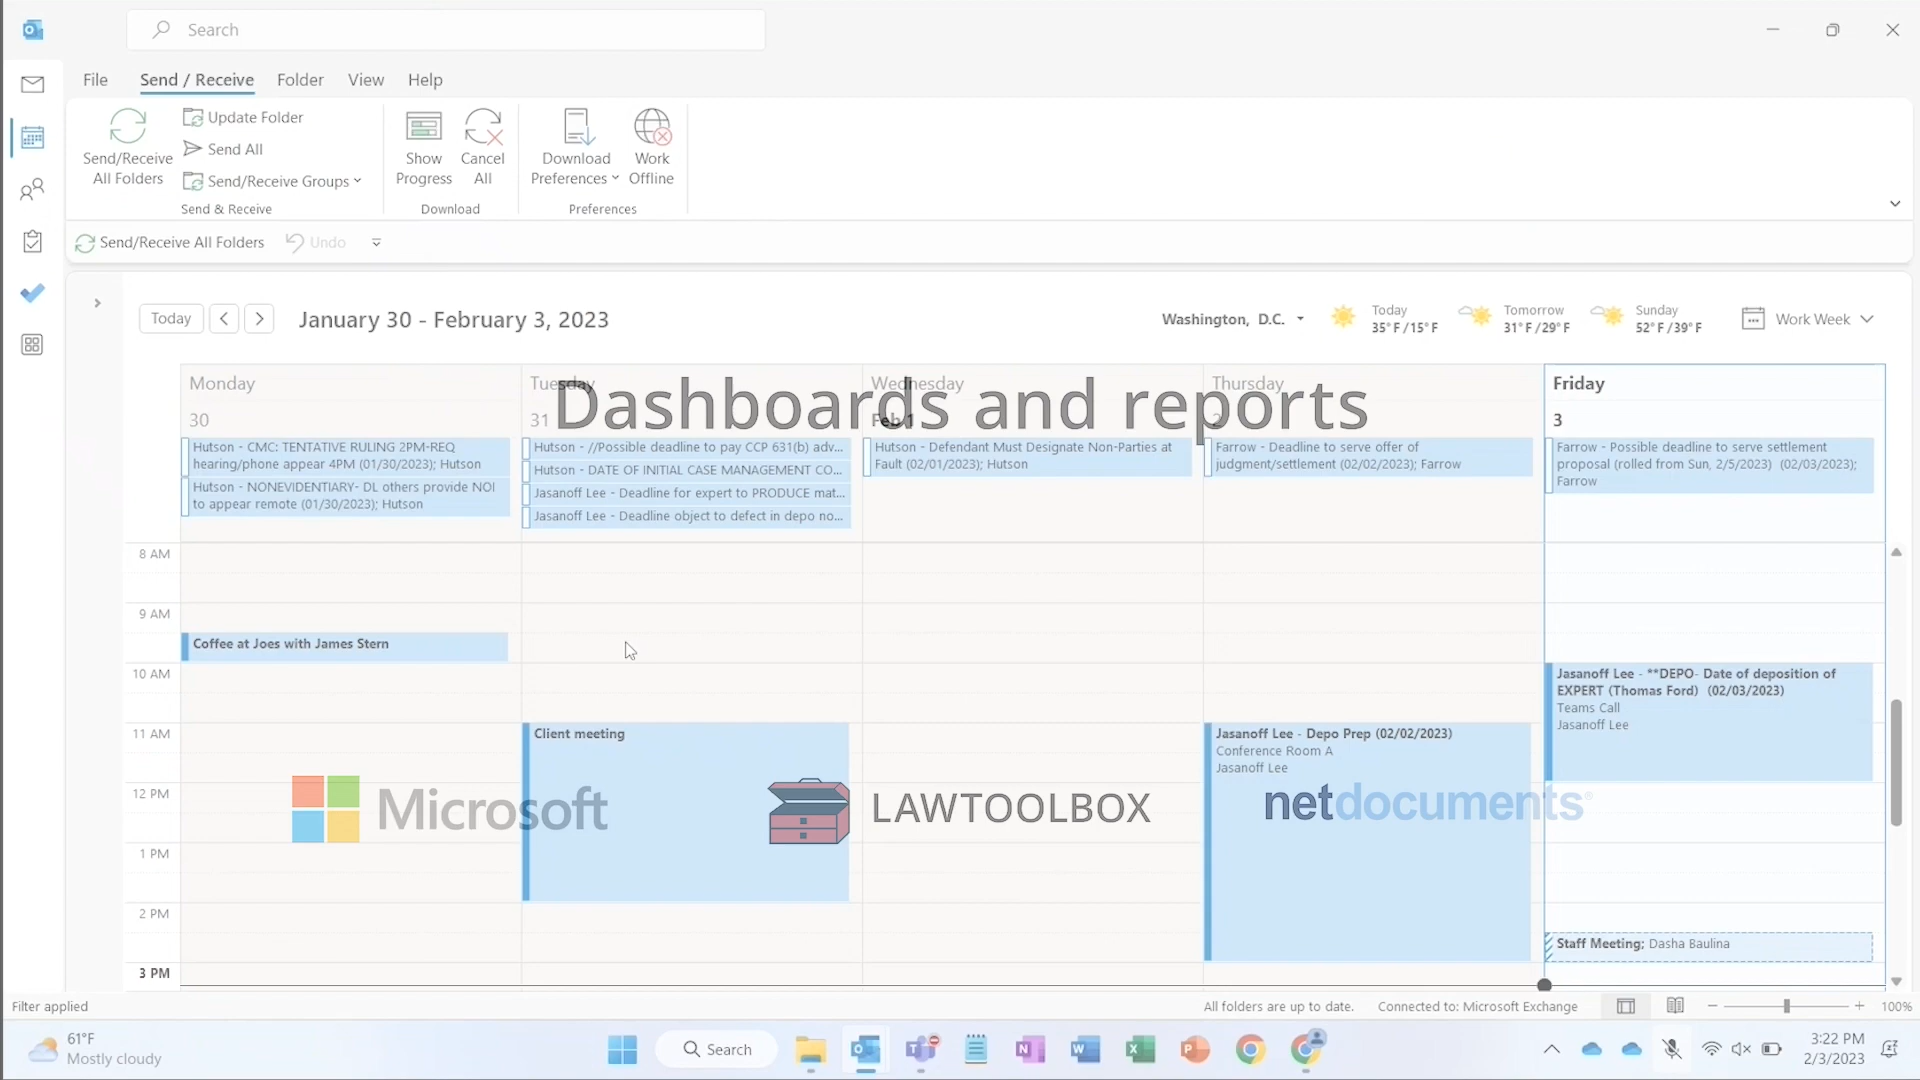 Search
File
Send / Receive
Folder
View
Help
Send/Receive
All Folders
Update Folder
Send All
Send/Receive Groups
Send & Receive
Show
Progress
Cancel
All
Download
Download
Preferences
Work
Offline
Preferences
Send/Receive All Folders
Undo
Today
January 30 - February 3, 2023
Washington, D.C.
Today
35° F / 15° F
Tomorrow
31° F / 29° F
Sunday
52° F / 39° F
Work Week
Dashboards and reports
Monday
Tuesday
Wednesday
Thursday
Friday
30
31
Feb 1
2
3
Hutson - CMC: TENTATIVE RULING 2PM-REQ
hearing/phone appear 4PM (01/30/2023); Hutson
Hutson - NONEVIDENTIARY- DL others provide NOI
to appear remote (01/30/2023); Hutson
Hutson - //Possible deadline to pay CCP 631(b) adv...
Hutson - DATE OF INITIAL CASE MANAGEMENT CO...
Jasanoff Lee - Deadline for expert to PRODUCE mat...
Jasanoff Lee - Deadline object to defect in depo no...
Hutson - Defendant Must Designate Non-Parties at
Fault (02/01/2023); Hutson
Farrow - Deadline to serve offer of
judgment/settlement (02/02/2023); Farrow
Farrow - Possible deadline to serve settlement
proposal (rolled from Sun, 2/5/2023) (02/03/2023);
Farrow
8 AM
9 AM
Coffee at Joes with James Stern
10 AM
Jasanoff Lee - **DEPO- Date of deposition of
EXPERT (Thomas Ford) (02/03/2023)
Teams Call
Jasanoff Lee
11 AM
Client meeting
Jasanoff Lee - Depo Prep (02/02/2023)
Conference Room A
Jasanoff Lee
12 PM
Microsoft
LAWTOOLBOX
netdocuments®
1 PM
2 PM
Staff Meeting; Dasha Baulina
3 PM
Filter applied
All folders are up to date.
Connected to: Microsoft Exchange
100%
61°F
Mostly cloudy
Search
3:22 PM
2/3/2023